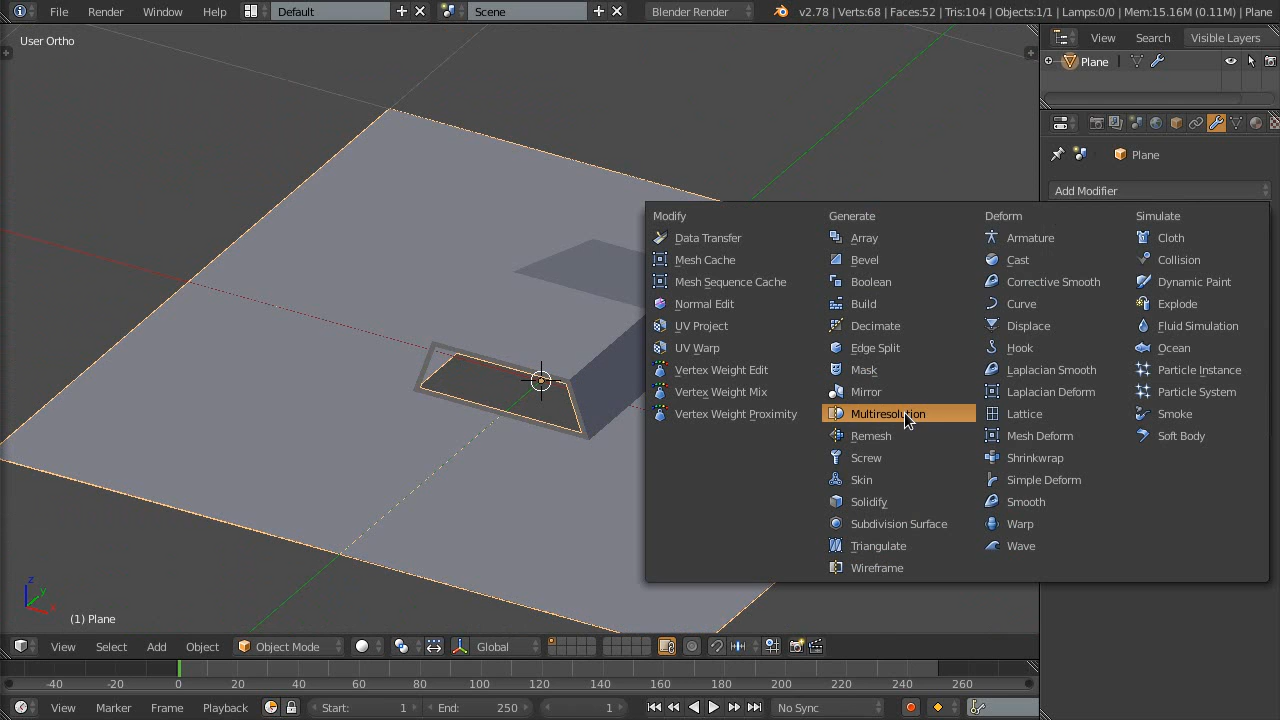 File Render Window Help Default Scene Blender Render v2.78 | Verts:68 | Faces:52 | Tris:104 | Objects:1/1 | Lamps:0/0 | Mem:15.16M (0.11M) | Plane
User Ortho
View Search Visible Layers
Plane
Plane
Add Modifier
Modify Generate Deform Simulate
Data Transfer Array Armature Cloth
Mesh Cache Bevel Cast Collision
Mesh Sequence Cache Boolean Corrective Smooth Dynamic Paint
Normal Edit Build Curve Explode
UV Project Decimate Displace Fluid Simulation
UV Warp Edge Split Hook Ocean
Vertex Weight Edit Mask Laplacian Smooth Particle Instance
Vertex Weight Mix Mirror Laplacian Deform Particle System
Vertex Weight Proximity Multiresolution Lattice Smoke
Remesh Mesh Deform Soft Body
Screw Shrinkwrap
Skin Simple Deform
Solidify Smooth
Subdivision Surface Warp
Triangulate Wave
Wireframe
z
y
x
(1) Plane
View Select Add Object Object Mode Global
-40 -20 0 20 40 60 80 100 120 140 160 180 200 220 240 260
View Marker Frame Playback Start: 1 End: 250 1 No Sync